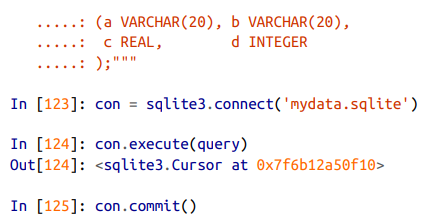 .....: (a VARCHAR(20), b VARCHAR(20),
.....:  c REAL,        d INTEGER
.....: );"""
In [123]: con = sqlite3.connect('mydata.sqlite')
In [124]: con.execute(query)
Out[124]: <sqlite3.Cursor at 0x7f6b12a50f10>
In [125]: con.commit()